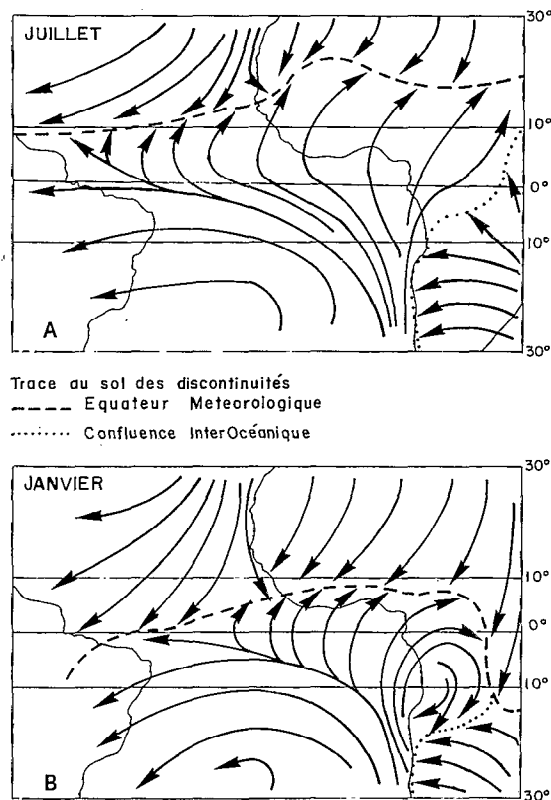 JUILLET
30°
10°
0°
10°
A
30°
Trace au sol des discontinuités
Equateur Meteorologique
Confluence InterOcéanique
JANVIER
30°
10°
0°
10°
B
30°